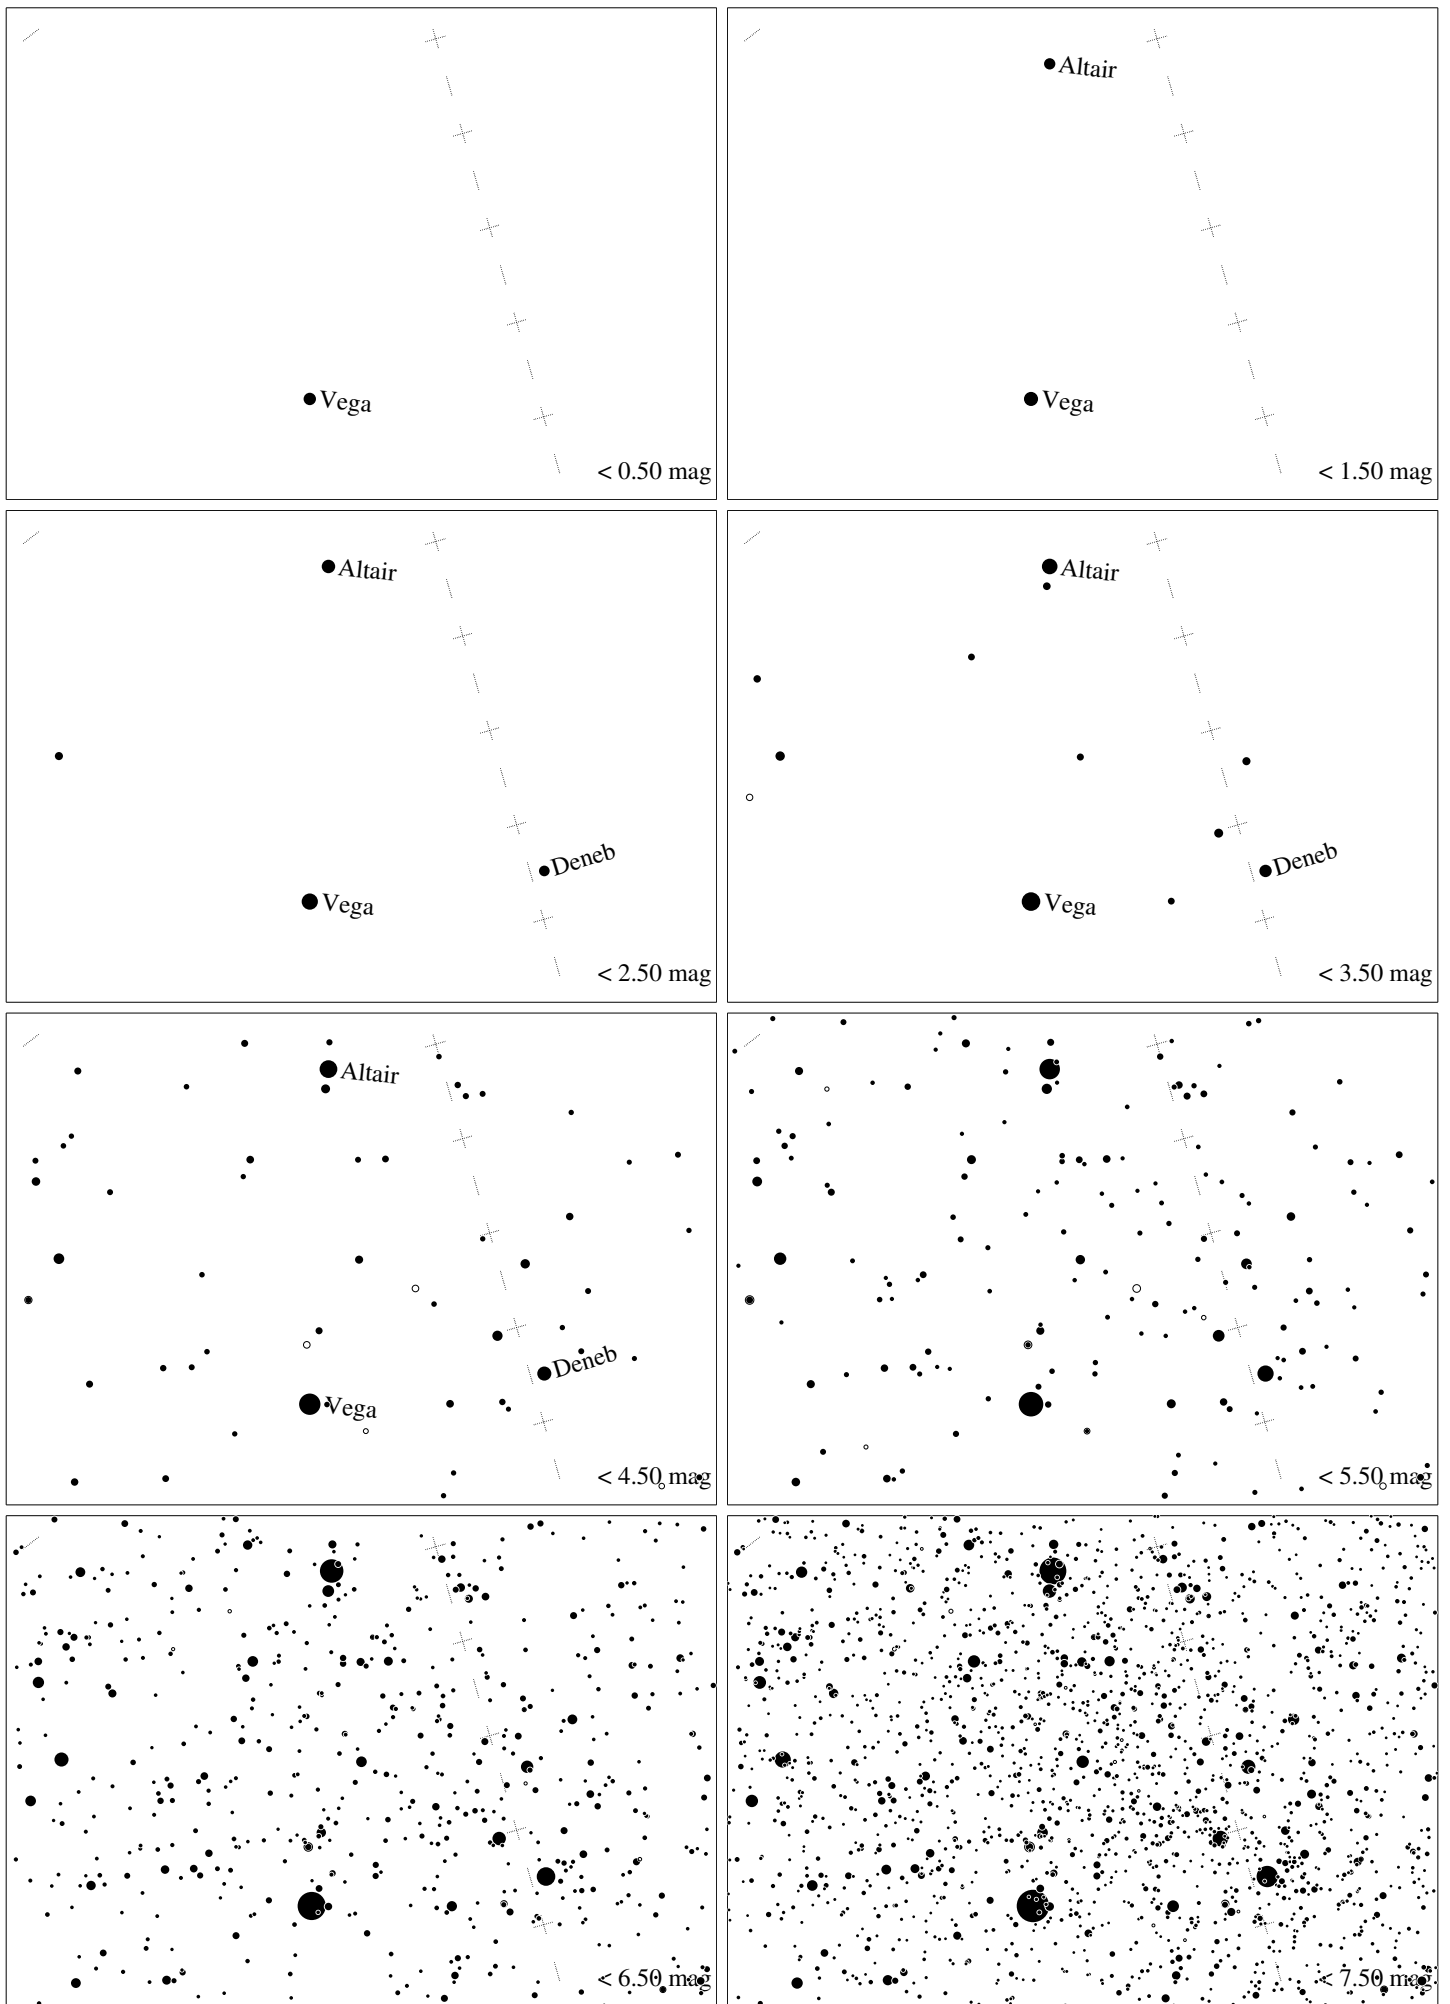 Vega
< 0.50 mag
Altair
Vega
< 1.50 mag
Altair
Deneb
Vega
< 2.50 mag
Altair
Deneb
Vega
< 3.50 mag
Altair
Deneb
Vega
< 4.50 mag
< 5.50 mag
< 6.50 mag
< 7.50 mag